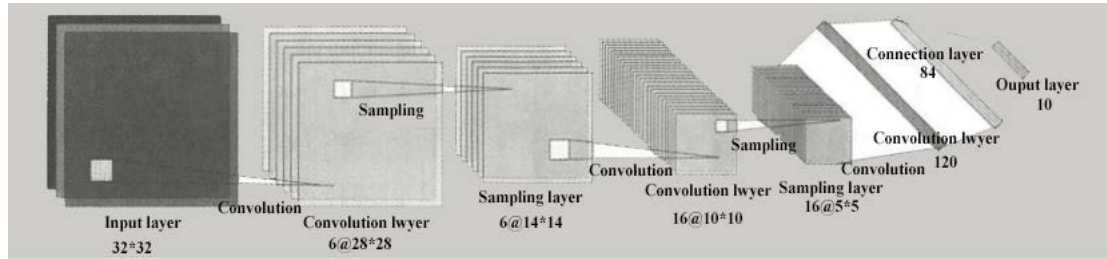 Input layer
32*32
Convolution
Convolution lwyer
6@28*28
Sampling
Sampling layer
6@14*14
Convolution
Convolution lwyer
16@10*10
Sampling
Sampling layer
16@5*5
Convolution
Convolution lwyer
120
Connection layer
84
Ouput layer
10